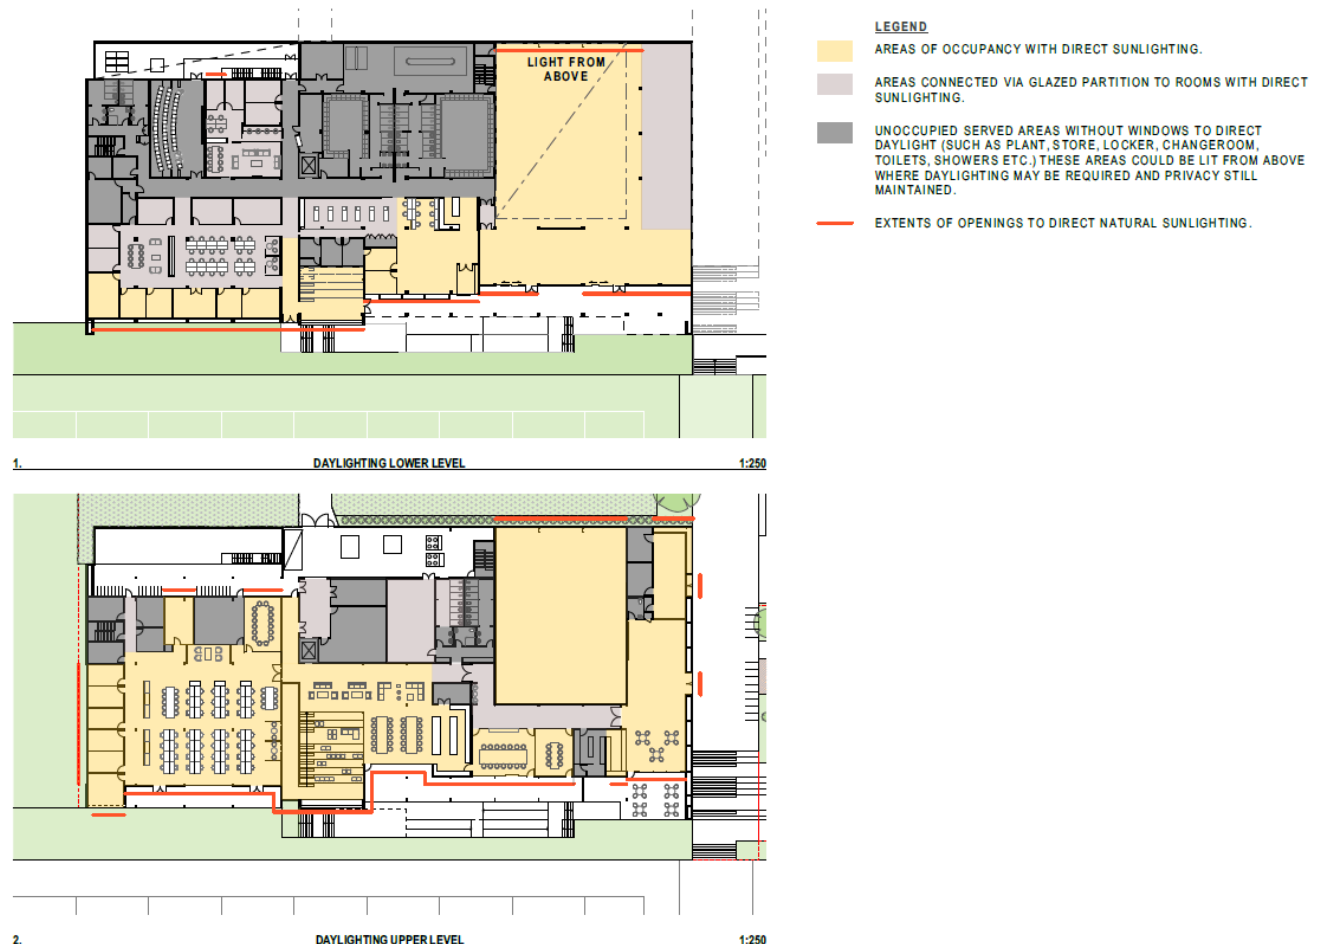 LEGEND
AREAS OF OCCUPANCY WITH DIRECT SUNLIGHTING.
AREAS CONNECTED VIA GLAZED PARTITION TO ROOMS WITH DIRECT
SUNLIGHTING.
UNOCCUPIED SERVED AREAS WITHOUT WINDOWS TO DIRECT
DAYLIGHT (SUCH AS PLANT, STORE, LOCKER, CHANGEROOM,
TOILETS, SHOWERS ETC.) THESE AREAS COULD BE LIT FROM ABOVE
WHERE DAYLIGHTING MAY BE REQUIRED AND PRIVACY STILL
MAINTAINED.
EXTENTS OF OPENINGS TO DIRECT NATURAL SUNLIGHTING.
LIGHT FROM
ABOVE
1. DAYLIGHTING LOWER LEVEL 1:250
2. DAYLIGHTING UPPER LEVEL 1:250